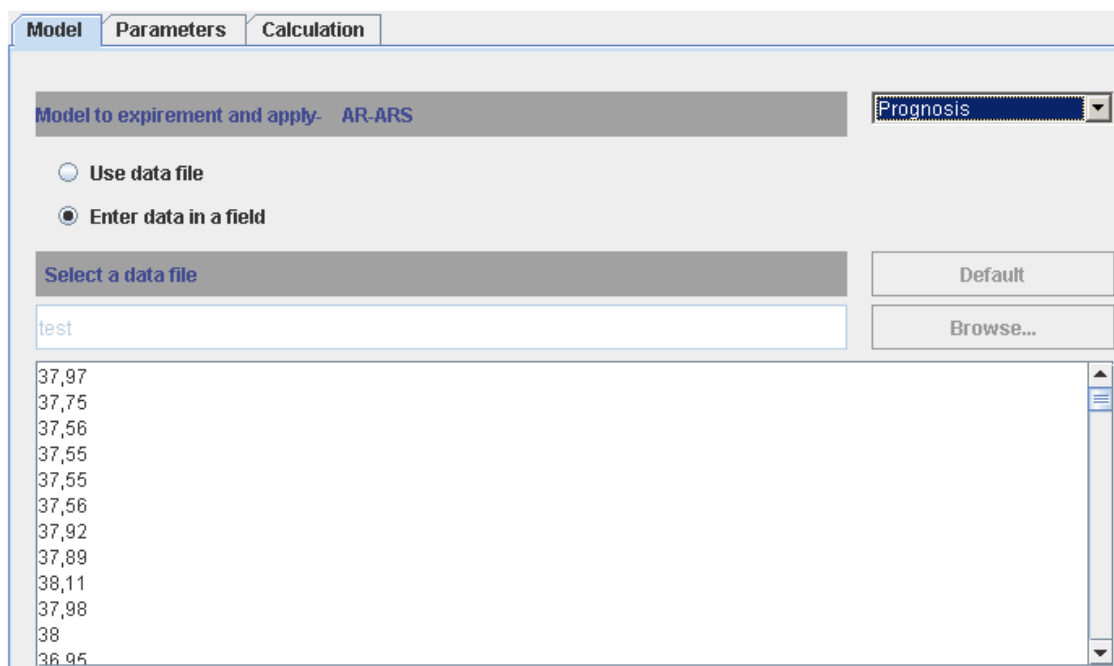 Model Parameters Calculation
Model to expirement and apply- AR-ARS
Prognosis
Use data file
Enter data in a field
Select a data file
Default
test
Browse...
37,97
37,75
37,56
37,55
37,55
37,56
37,92
37,89
38,11
37,98
38
36,95